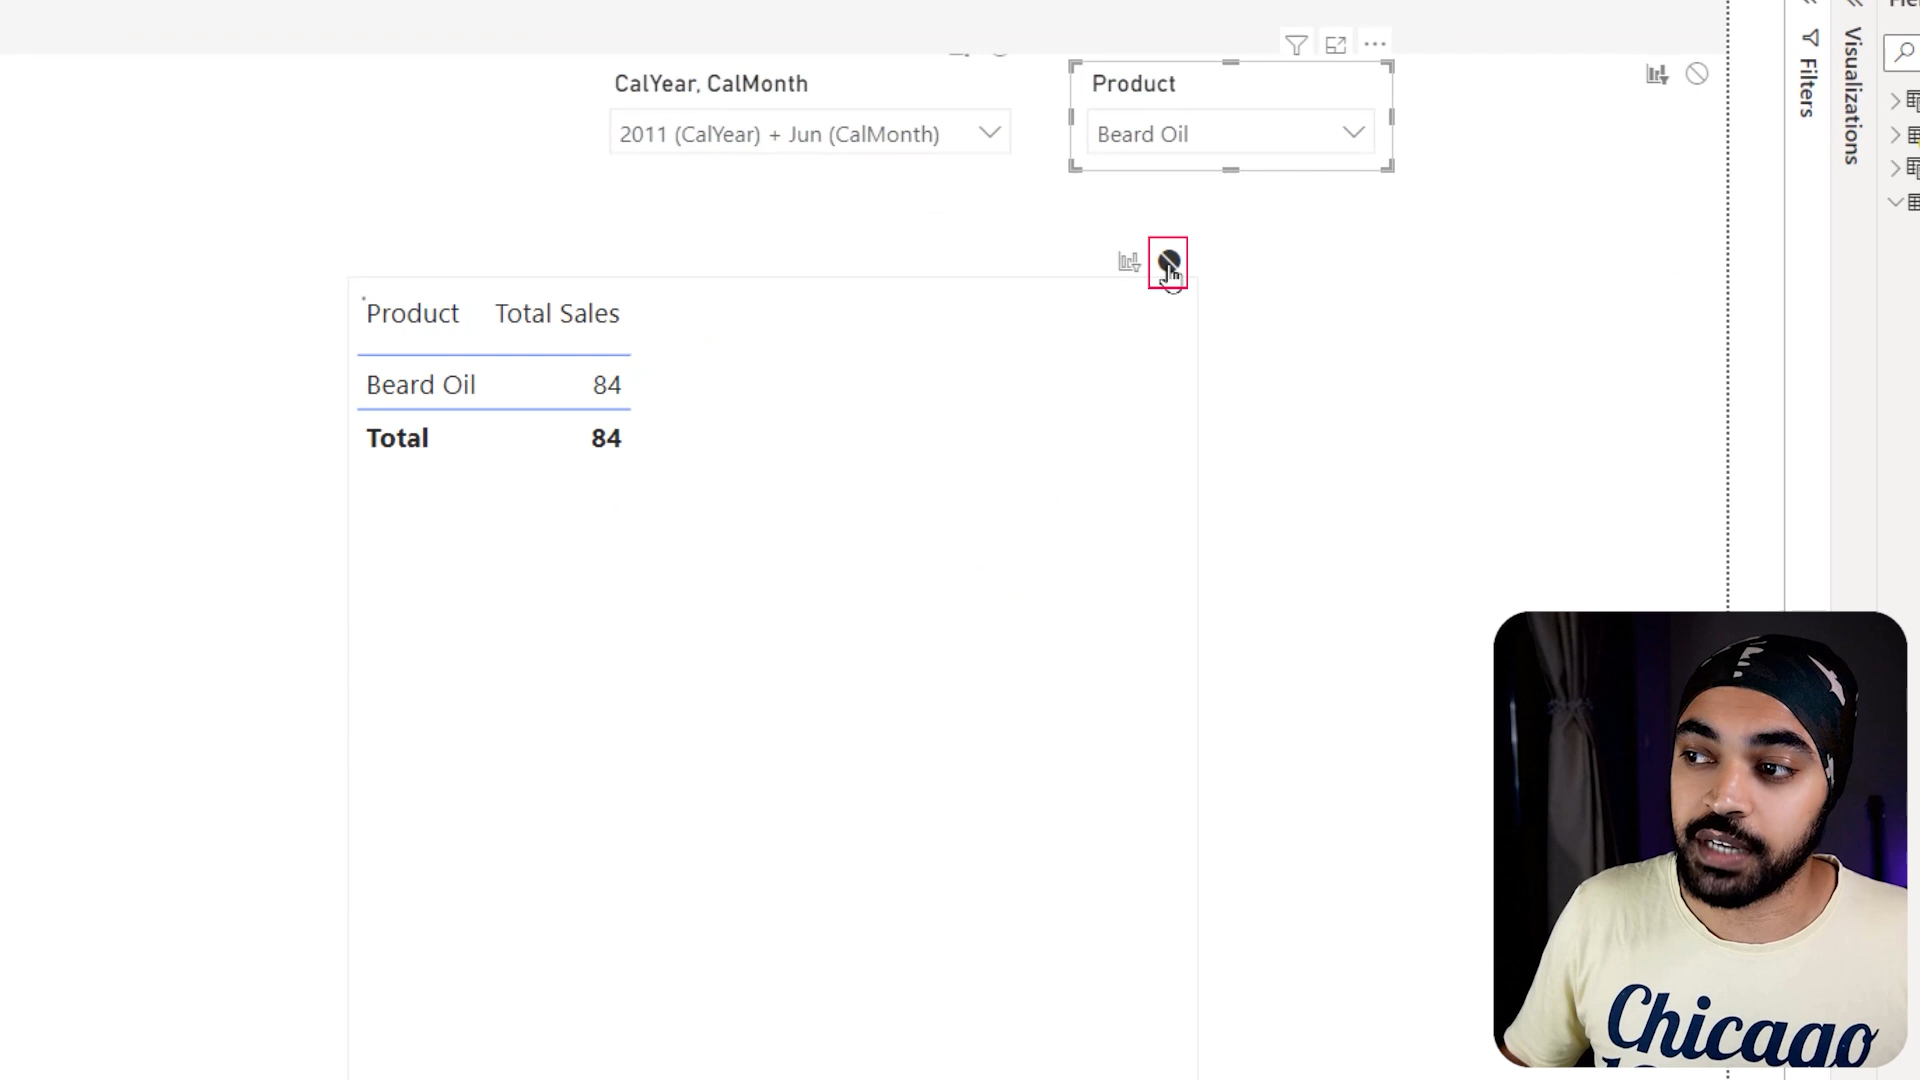 CalYear, CalMonth
2011 (CalYear) + Jun (CalMonth)
Product
Beard Oil
Filters
Visualizations
Product Total Sales
Beard Oil 84
Total 84
Chicago